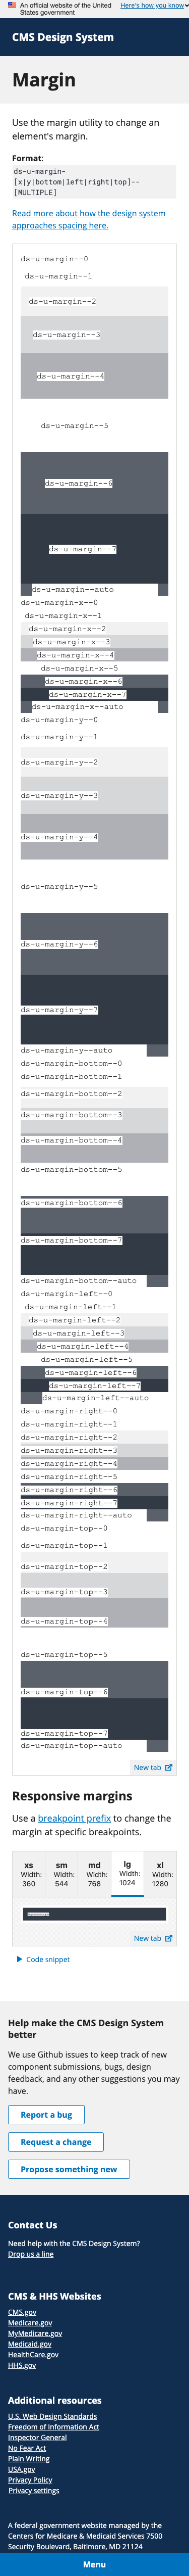 An official website of the United States government
Here's how you know
CMS Design System
Margin
Use the margin utility to change an
element's margin.
Format:
ds-u-margin-
[x|y|bottom|left|right|top]--
[MULTIPLE]
Read more about how the design system
approaches spacing here.
ds-u-margin--0
ds-u-margin--1
ds-u-margin--2
ds-u-margin--3
ds-u-margin--4
ds-u-margin--5
ds-u-margin--6
ds-u-margin--7
ds-u-margin--auto
ds-u-margin-x--0
ds-u-margin-x--1
ds-u-margin-x--2
ds-u-margin-x--3
ds-u-margin-x--4
ds-u-margin-x--5
ds-u-margin-x--6
ds-u-margin-x--7
ds-u-margin-x--auto
ds-u-margin-y--0
ds-u-margin-y--1
ds-u-margin-y--2
ds-u-margin-y--3
ds-u-margin-y--4
ds-u-margin-y--5
ds-u-margin-y--6
ds-u-margin-y--7
ds-u-margin-y--auto
ds-u-margin-bottom--0
ds-u-margin-bottom--1
ds-u-margin-bottom--2
ds-u-margin-bottom--3
ds-u-margin-bottom--4
ds-u-margin-bottom--5
ds-u-margin-bottom--6
ds-u-margin-bottom--7
ds-u-margin-bottom--auto
ds-u-margin-left--0
ds-u-margin-left--1
ds-u-margin-left--2
ds-u-margin-left--3
ds-u-margin-left--4
ds-u-margin-left--5
ds-u-margin-left--6
ds-u-margin-left--7
ds-u-margin-left--auto
ds-u-margin-right--0
ds-u-margin-right--1
ds-u-margin-right--2
ds-u-margin-right--3
ds-u-margin-right--4
ds-u-margin-right--5
ds-u-margin-right--6
ds-u-margin-right--7
ds-u-margin-right--auto
ds-u-margin-top--0
ds-u-margin-top--1
ds-u-margin-top--2
ds-u-margin-top--3
ds-u-margin-top--4
ds-u-margin-top--5
ds-u-margin-top--6
ds-u-margin-top--7
ds-u-margin-top--auto
New tab
Responsive margins
Use a breakpoint prefix to change the
margin at specific breakpoints.
xs sm md lg xl
Width: Width: Width: Width: Width:
360 544 768 1024 1280
New tab
Code snippet
Help make the CMS Design System
better
We use Github issues to keep track of new
component submissions, bugs, design
feedback, and any other suggestions you may
have.
Report a bug
Request a change
Propose something new
Contact Us
Need help with the CMS Design System?
Drop us a line
CMS & HHS Websites
CMS.gov
Medicare.gov
MyMedicare.gov
Medicaid.gov
HealthCare.gov
HHS.gov
Additional resources
U.S. Web Design Standards
Freedom of Information Act
Inspector General
No Fear Act
Plain Writing
USA.gov
Privacy Policy
Privacy settings
A federal government website managed by the
Centers for Medicare & Medicaid Services 7500
Security Boulevard, Baltimore, MD 21124
Menu